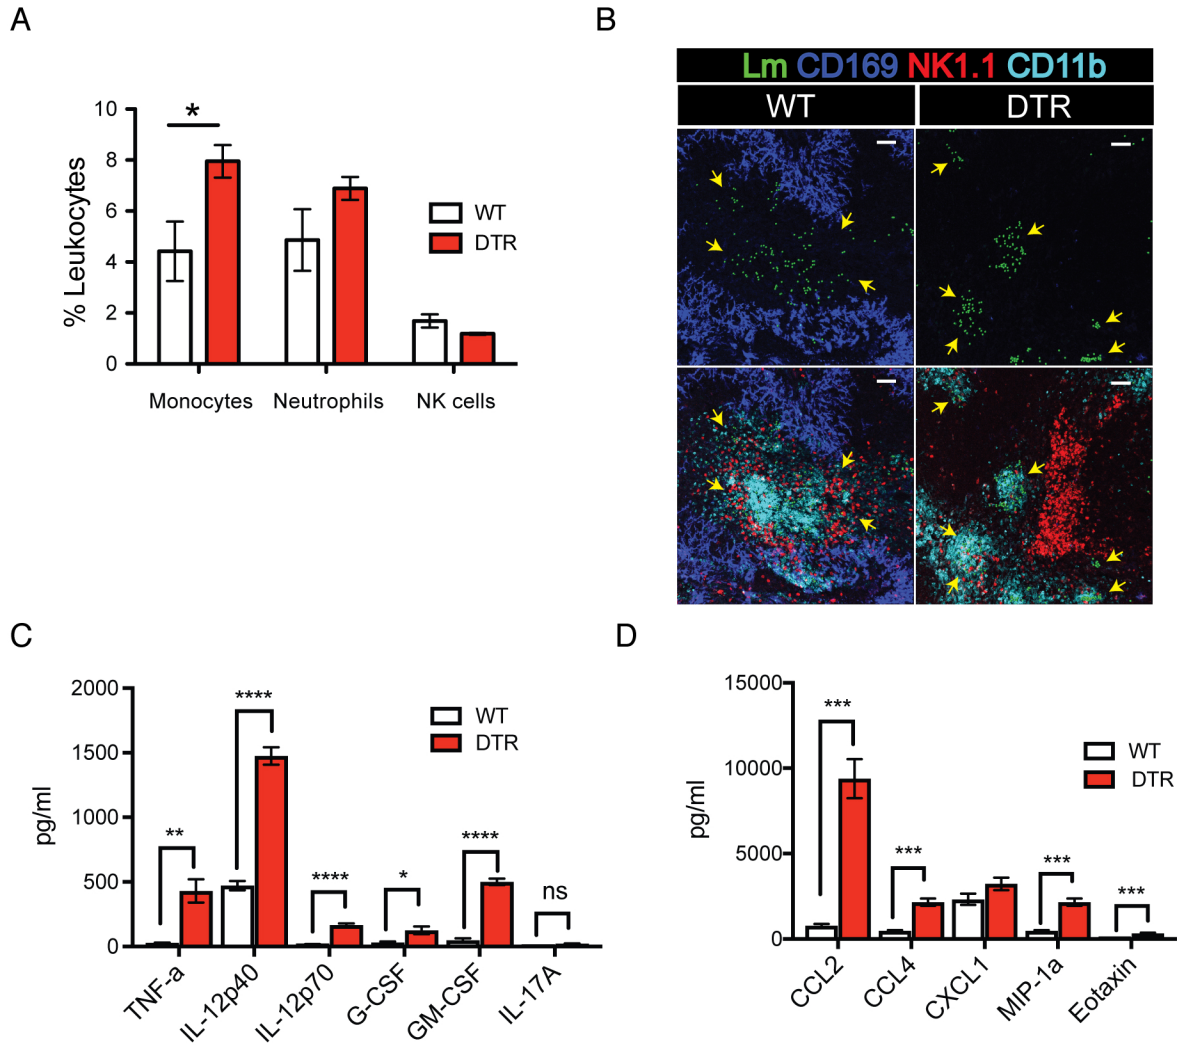 A
% Leukocytes
10
8
6
4
2
0
*
WT
DTR
Monocytes
Neutrophils
NK cells
B
Lm CD169 NK1.1 CD11b
WT
DTR
C
pg/ml
2000
1500
1000
500
0
**
****
****
*
****
ns
WT
DTR
TNF-a
IL-12p40
IL-12p70
G-CSF
GM-CSF
IL-17A
D
pg/ml
15000
10000
5000
0
***
***
***
***
WT
DTR
CCL2
CCL4
CXCL1
MIP-1a
Eotaxin